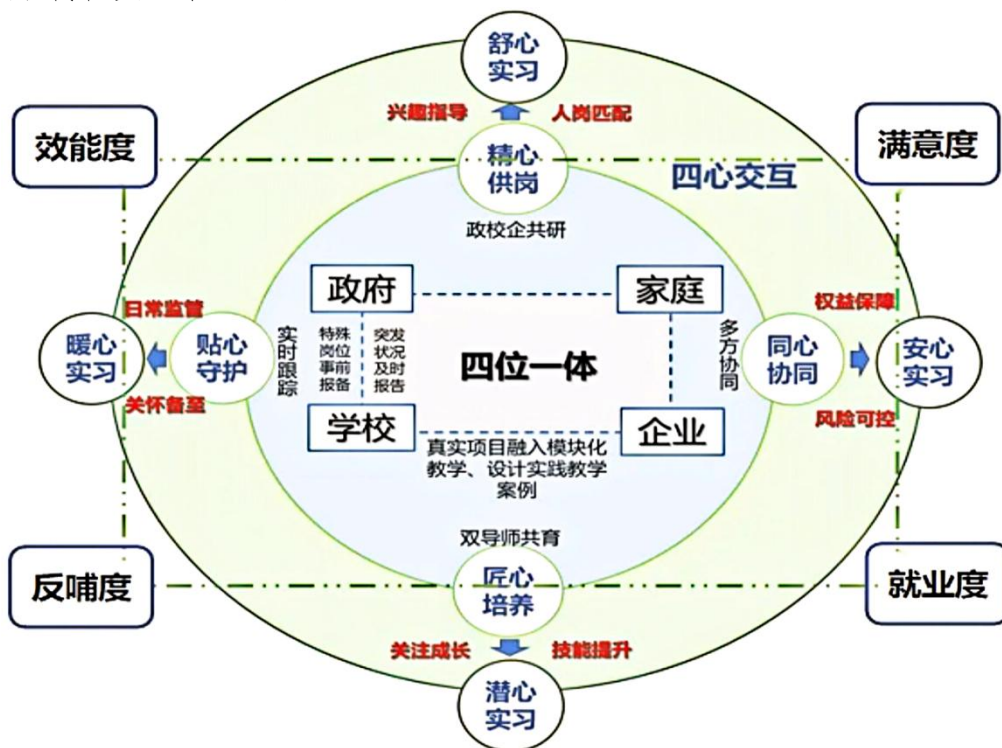 舒心
实习
兴趣指导
人岗匹配
效能度
满意度
精心
供岗
四心交互
政校企共研
政府
家庭
日常监管
权益保障
暖心
实习
贴心
守护
实时跟踪
特殊
岗位
事前
报备
突发
状况
及时
报告
四位一体
多方协同
同心
协同
安心
实习
关怀备至
风险可控
学校
企业
真实项目融入模块化
教学、设计实践教学
案例
双导师共育
反哺度
就业度
匠心
培养
关注成长
技能提升
潜心
实习